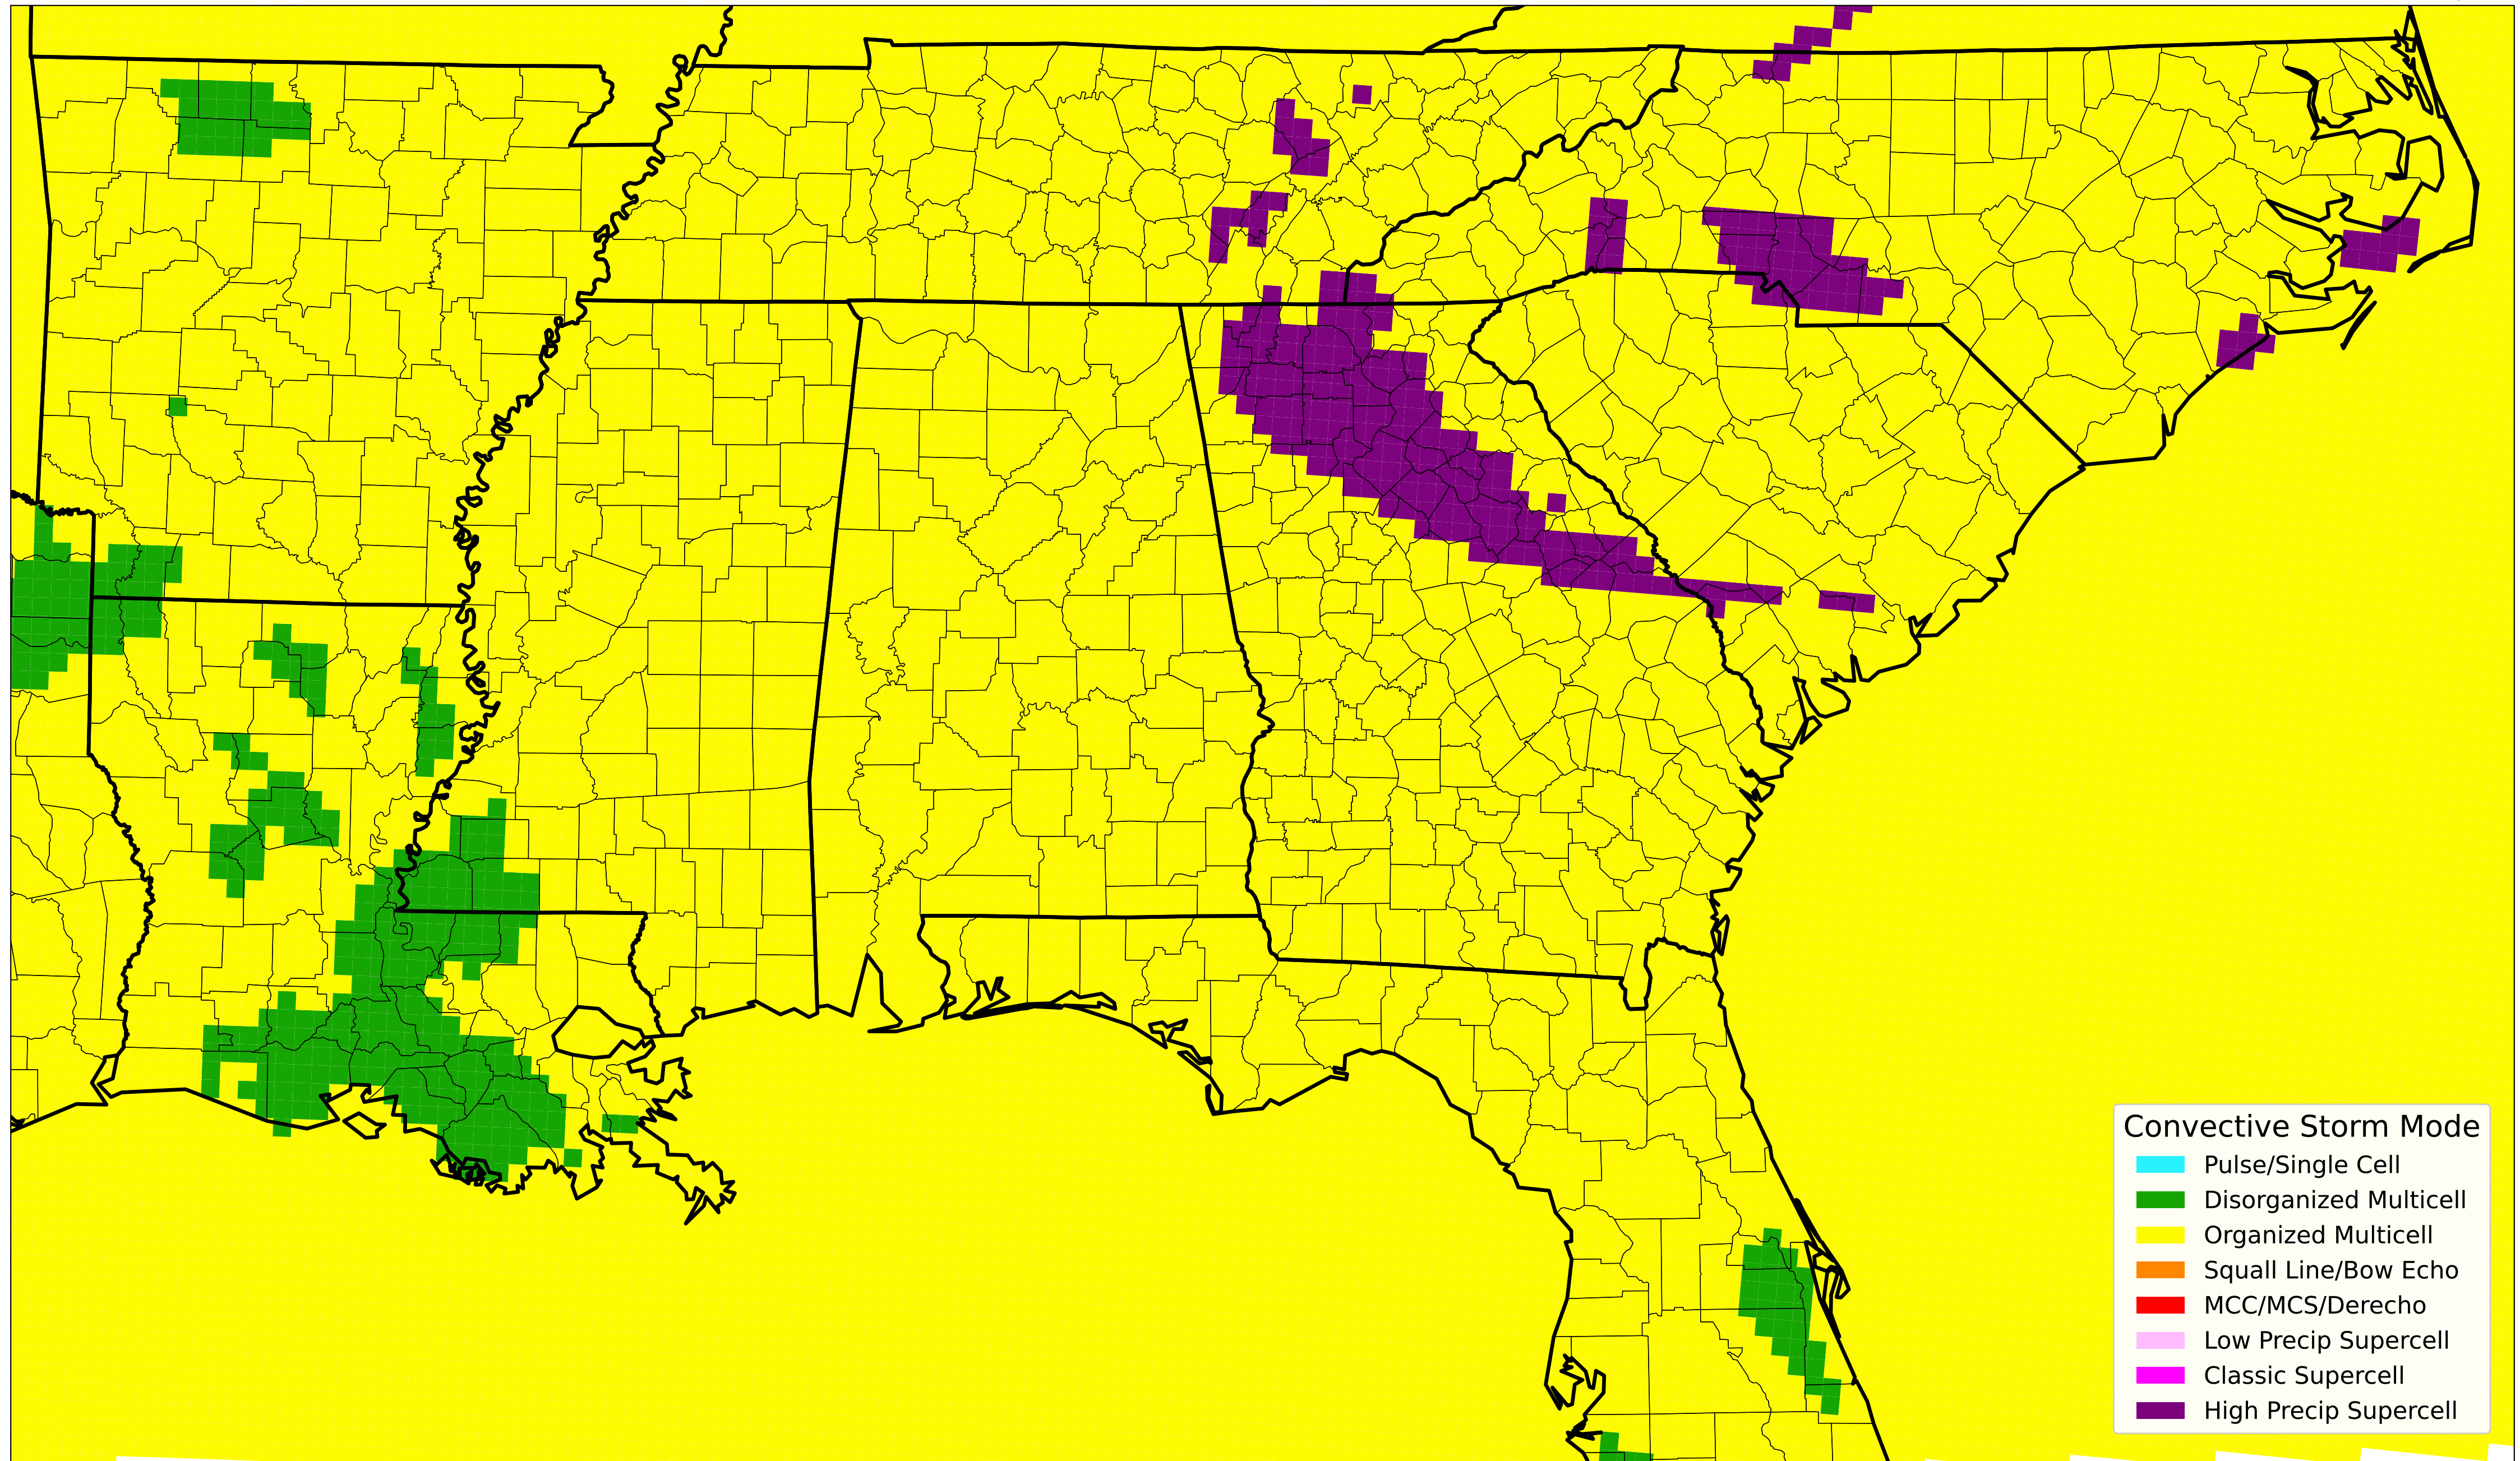 Convective Storm Mode
Pulse/Single Cell
Disorganized Multicell
Organized Multicell
Squall Line/Bow Echo
MCC/MCS/Derecho
Low Precip Supercell
Classic Supercell
High Precip Supercell